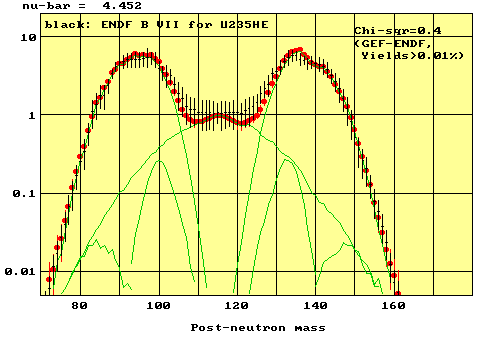 nu-bar = 4.452
black: ENDF B VII for U235HE
Chi-sqr=0.4
(GEF-ENDF,
Yields>0.01%)
10
1
0.1
0.01
80 100 120 140 160
Post-neutron mass